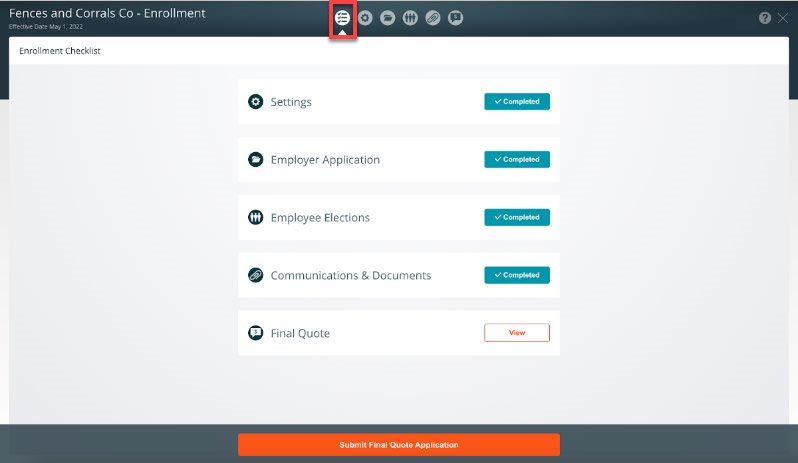 Fences and Corrals Co - Enrollment
Effective Date May 1, 2022
?
Enrollment Checklist
Settings
Completed
Employer Application
Completed
Employee Elections
Completed
Communications & Documents
Completed
Final Quote
View
Submit Final Quote Application